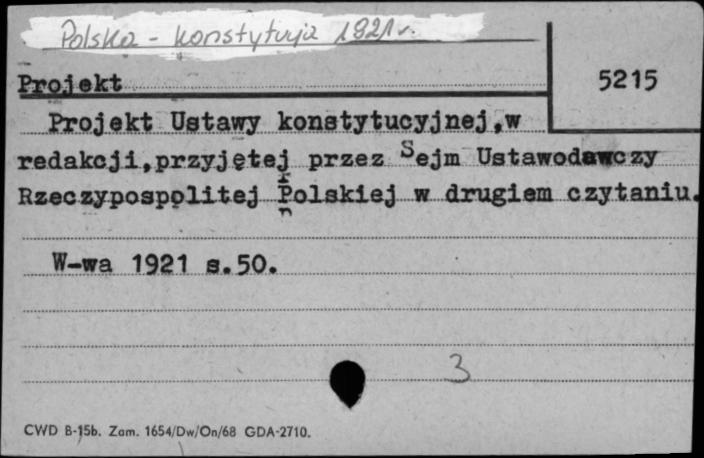 Polska - konstytucja 1921 r.
Projekt
5215
Projekt Ustawy konstytucyjnej,w
redakcji,przyjętej przez Sejm Ustawodawczy
Rzeczypospolitej Polskiej w drugiem czytaniu.
W-wa 1921 s.50.
3
CWD B-15b. Zam. 1654/Dw/On/68 GDA-2710.